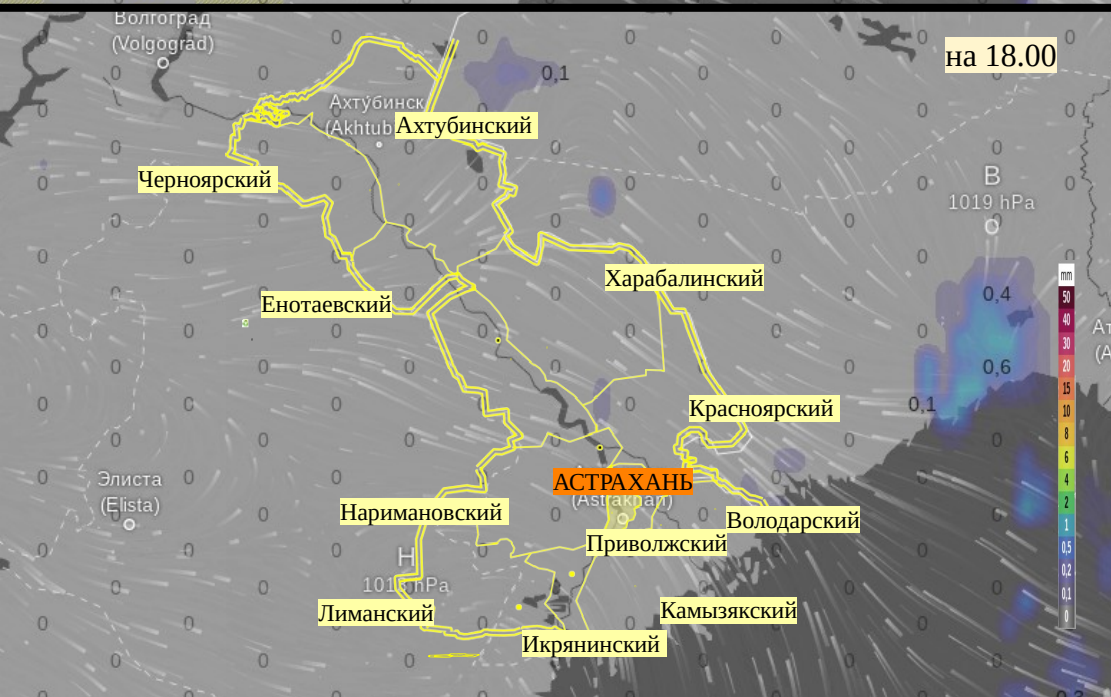 Волгоград
(Volgograd)
на 18.00
0,1
Ахтубинск
(Akhtub
Ахтубинский
Черноярский
В
1019 hPa
Харабалинский
Енотаевский
0,4
0,6
0,1
Красноярский
Элиста
(Elista)
АСТРАХАНЬ
(Astrakhan)
Наримановский
Володарский
Приволжский
Н
hPa
Лиманский
Камызякский
Икрянинский
mm
50
40
30
20
15
10
8
6
4
2
1
0,5
0,2
0,1
0